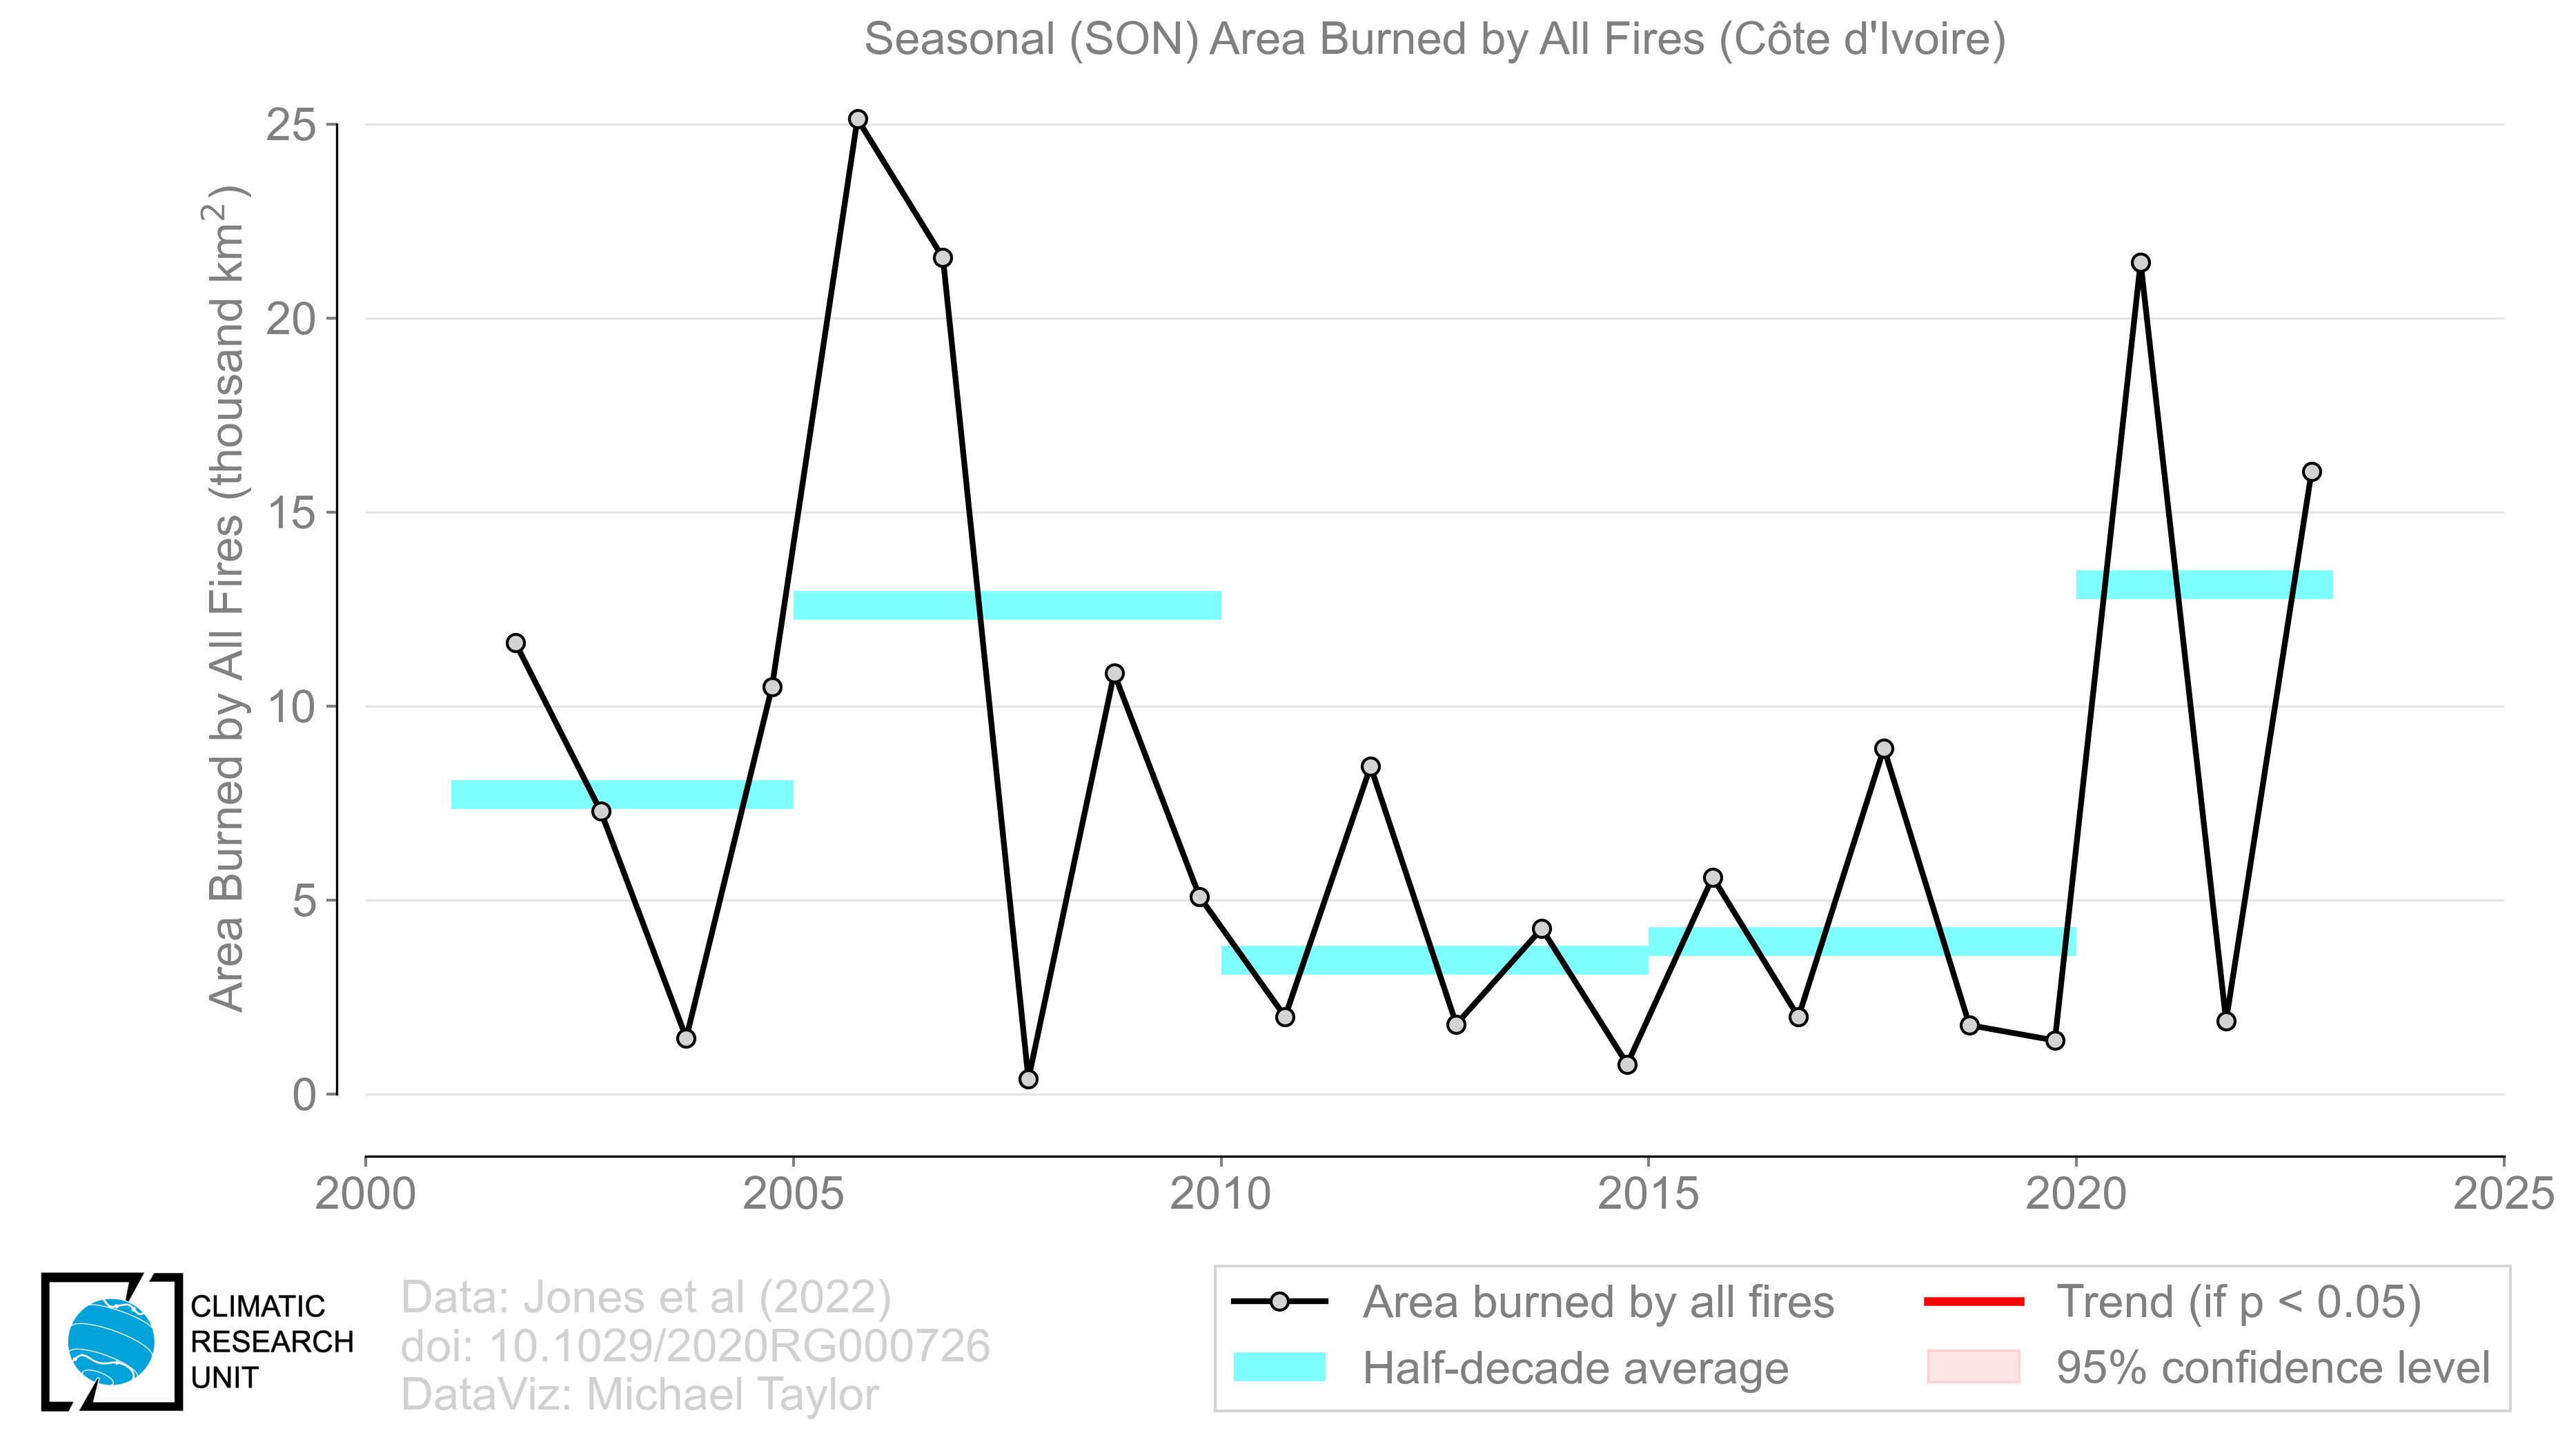 Seasonal (SON) Area Burned by All Fires (Côte d'Ivoire)
Area Burned by All Fires (thousand km²)
25
20
15
10
5
0
2000 2005 2010 2015 2020 2025
CLIMATIC
RESEARCH
UNIT
Data: Jones et al (2022)
doi: 10.1029/2020RG000726
DataViz: Michael Taylor
Area burned by all fires
Half-decade average
Trend (if p < 0.05)
95% confidence level